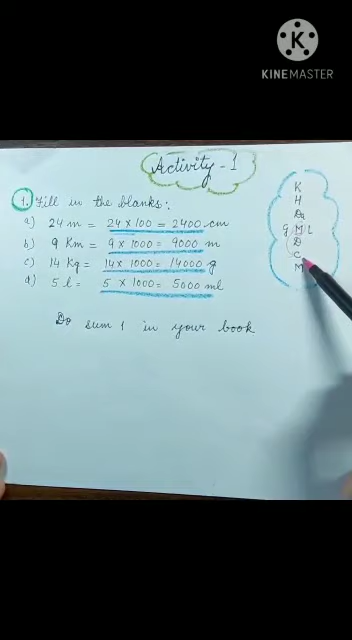 K
KINEMASTER
Activity - 1
1. Fill in the blanks:
a) 24 m = 24 × 100 = 2400 cm
b) 9 Km = 9 × 1000 = 9000 m
c) 14 Kg = 14 × 1000 = 14000 g
d) 5 l = 5 × 1000 = 5000 ml
Do sum 1 in your book
K
H
Da
g M l
D
C
M